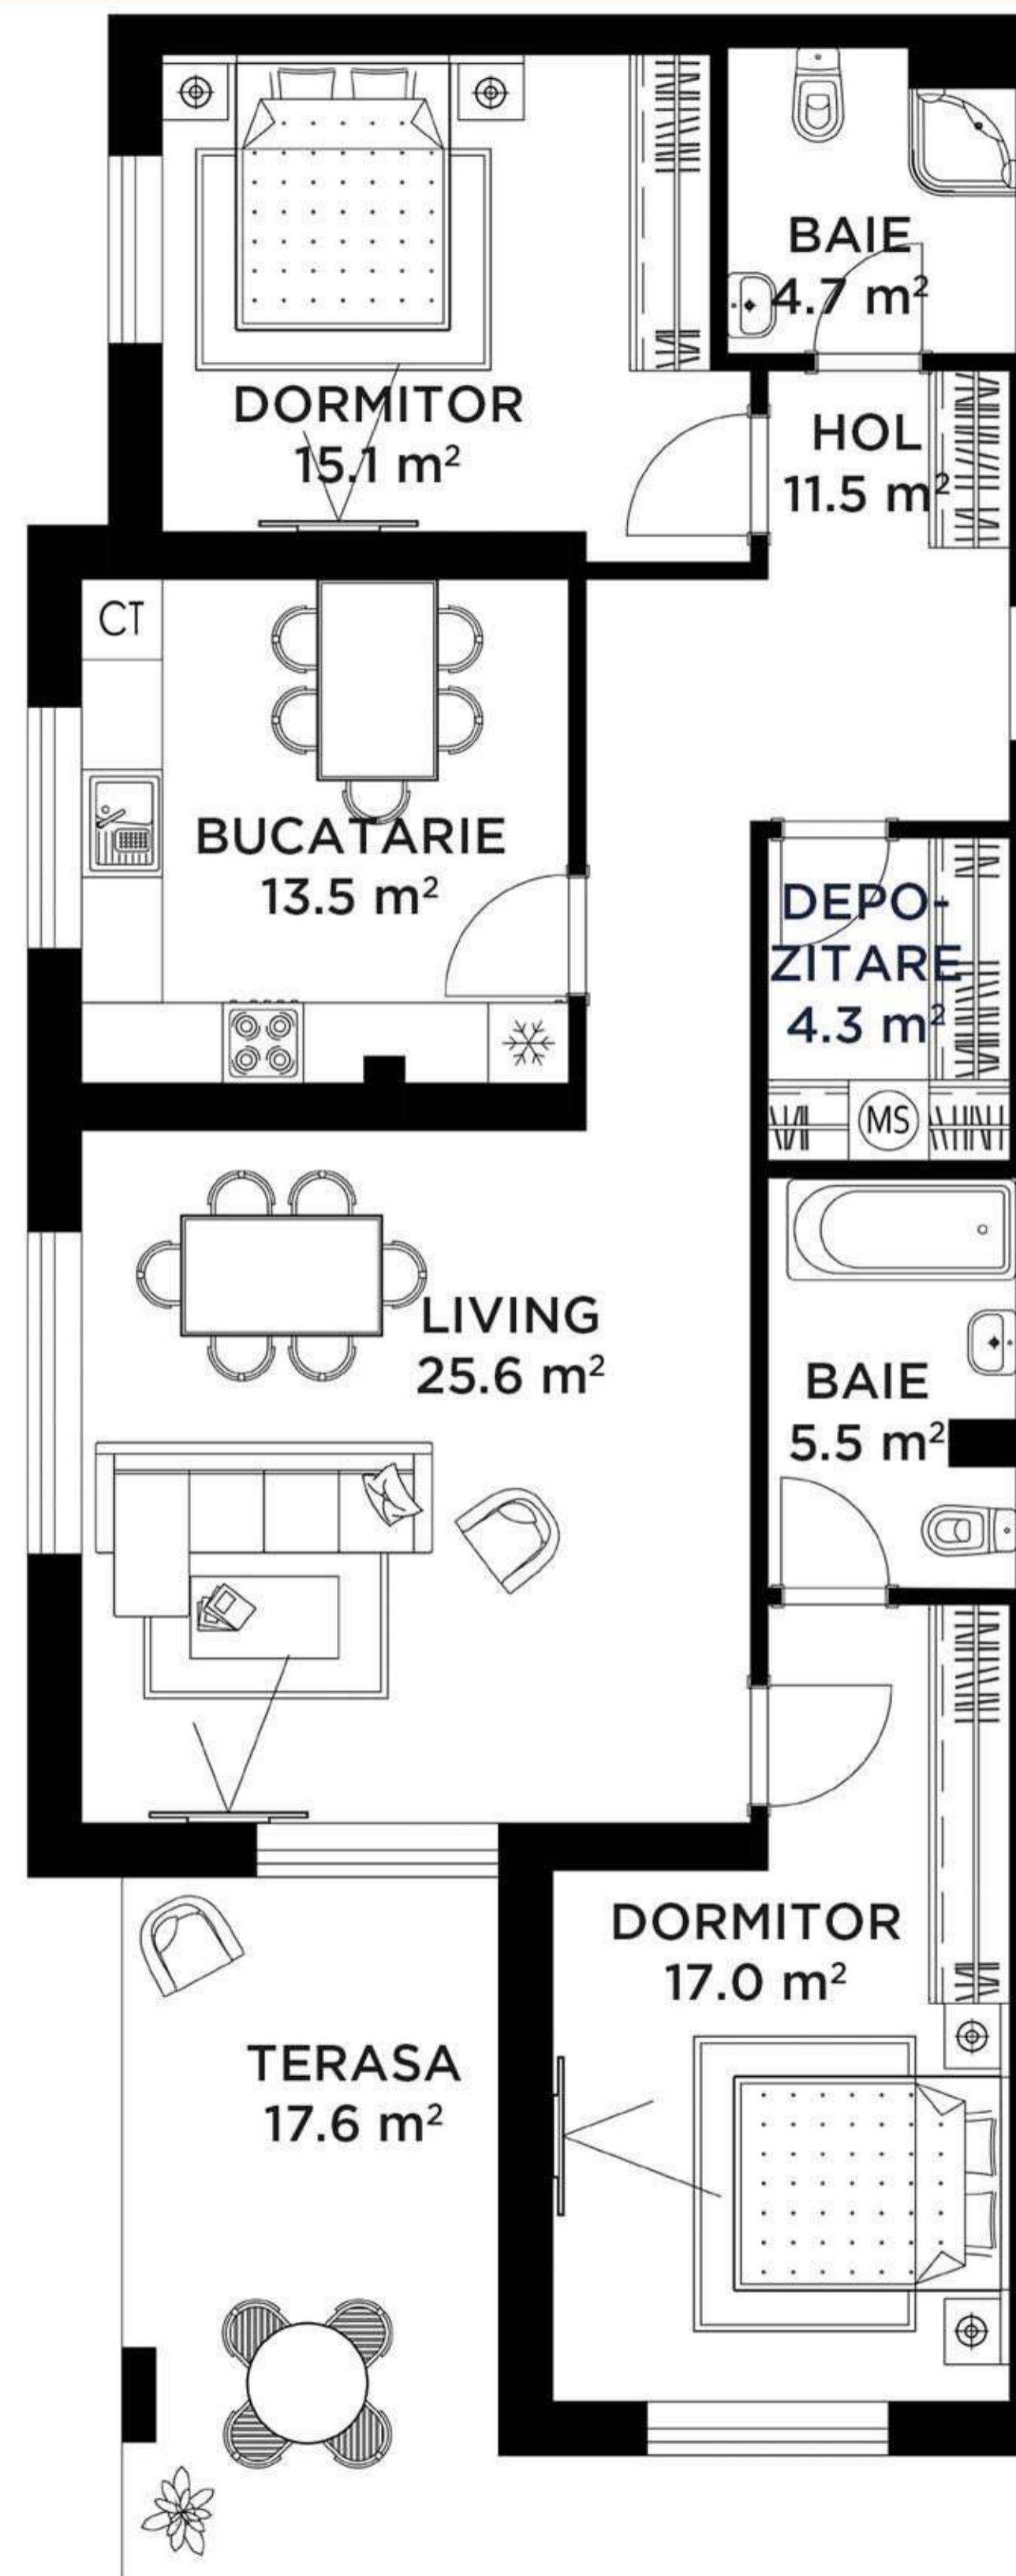 BAIE
4.7 m²
DORMITOR
15.1 m²
HOL
11.5 m²
CT
BUCATARIE
13.5 m²
DEPO-
ZITARE
4.3 m²
MS
LIVING
25.6 m²
BAIE
5.5 m²
DORMITOR
17.0 m²
TERASA
17.6 m²